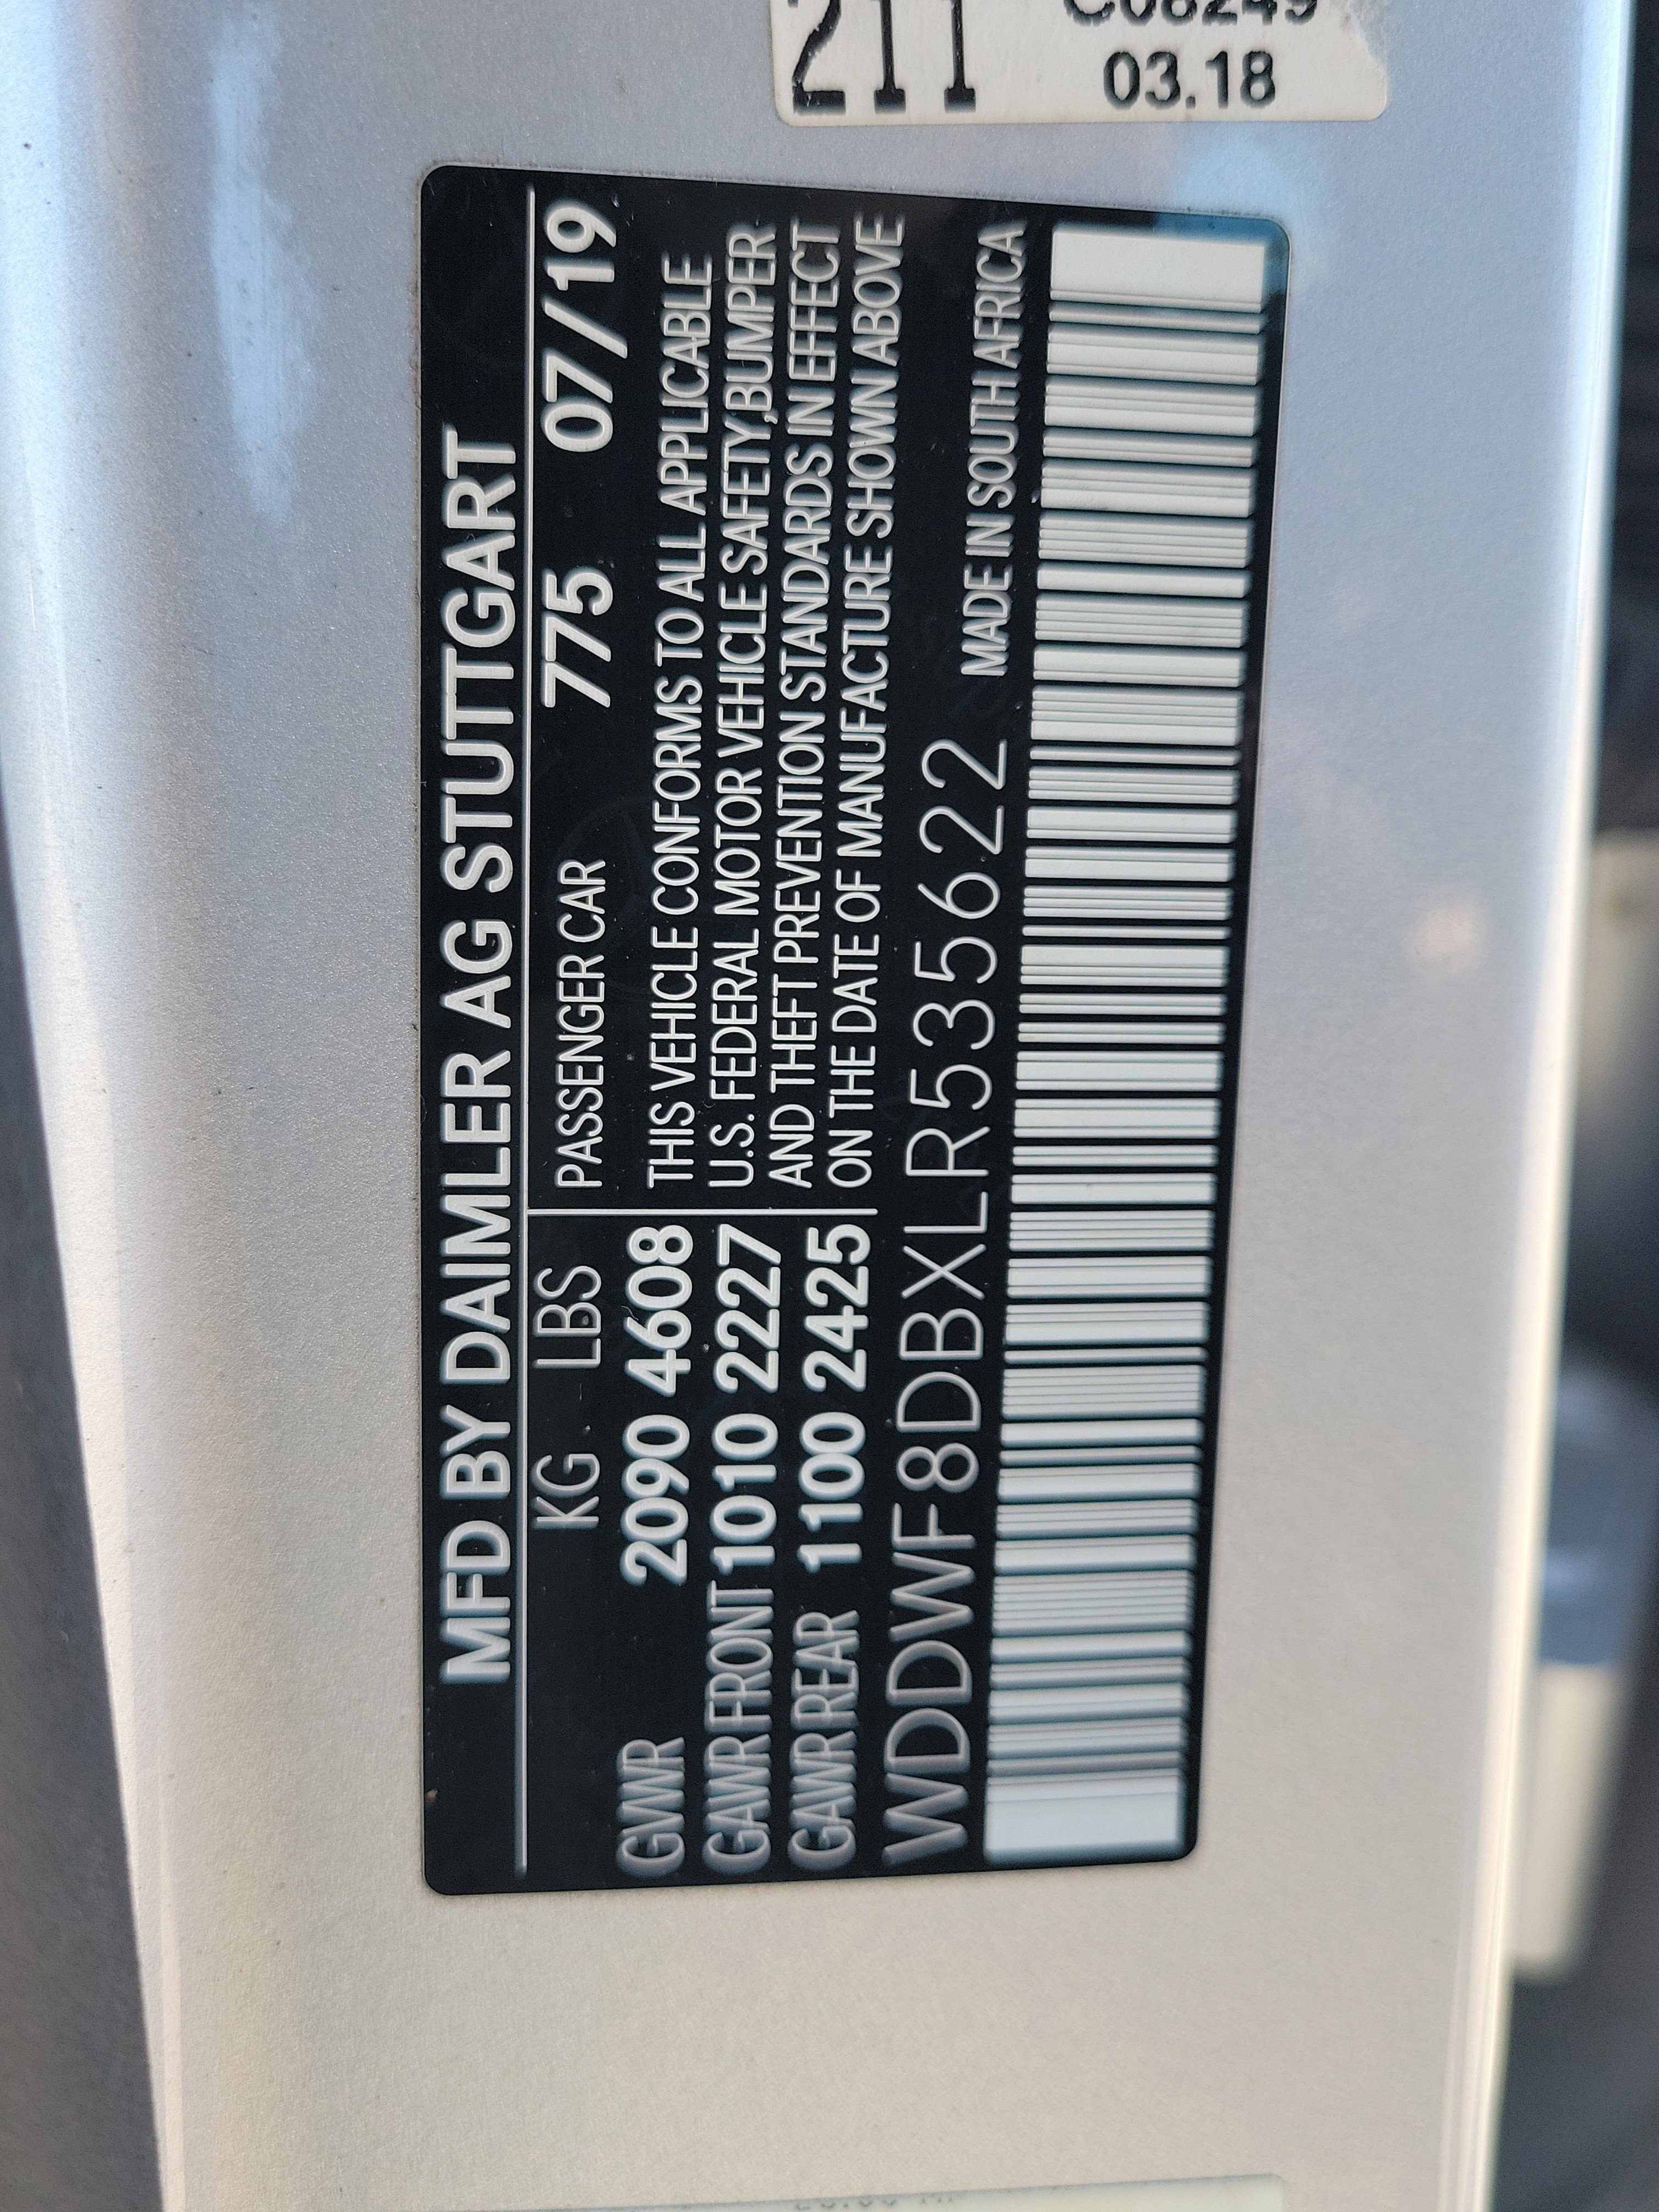 211
C08249
03.18
MFD BY DAIMLER AG STUTTGART
KG LBS PASSENGER CAR 775 07/19
GVWR 2090 4608 THIS VEHICLE CONFORMS TO ALL APPLICABLE
GAWR FRONT 1010 2227 U.S. FEDERAL MOTOR VEHICLE SAFETY,BUMPER
GAWR REAR 1100 2425 AND THEFT PREVENTION STANDARDS IN EFFECT
ON THE DATE OF MANUFACTURE SHOWN ABOVE
WDDWF8DBXLR535622 MADE IN SOUTH AFRICA